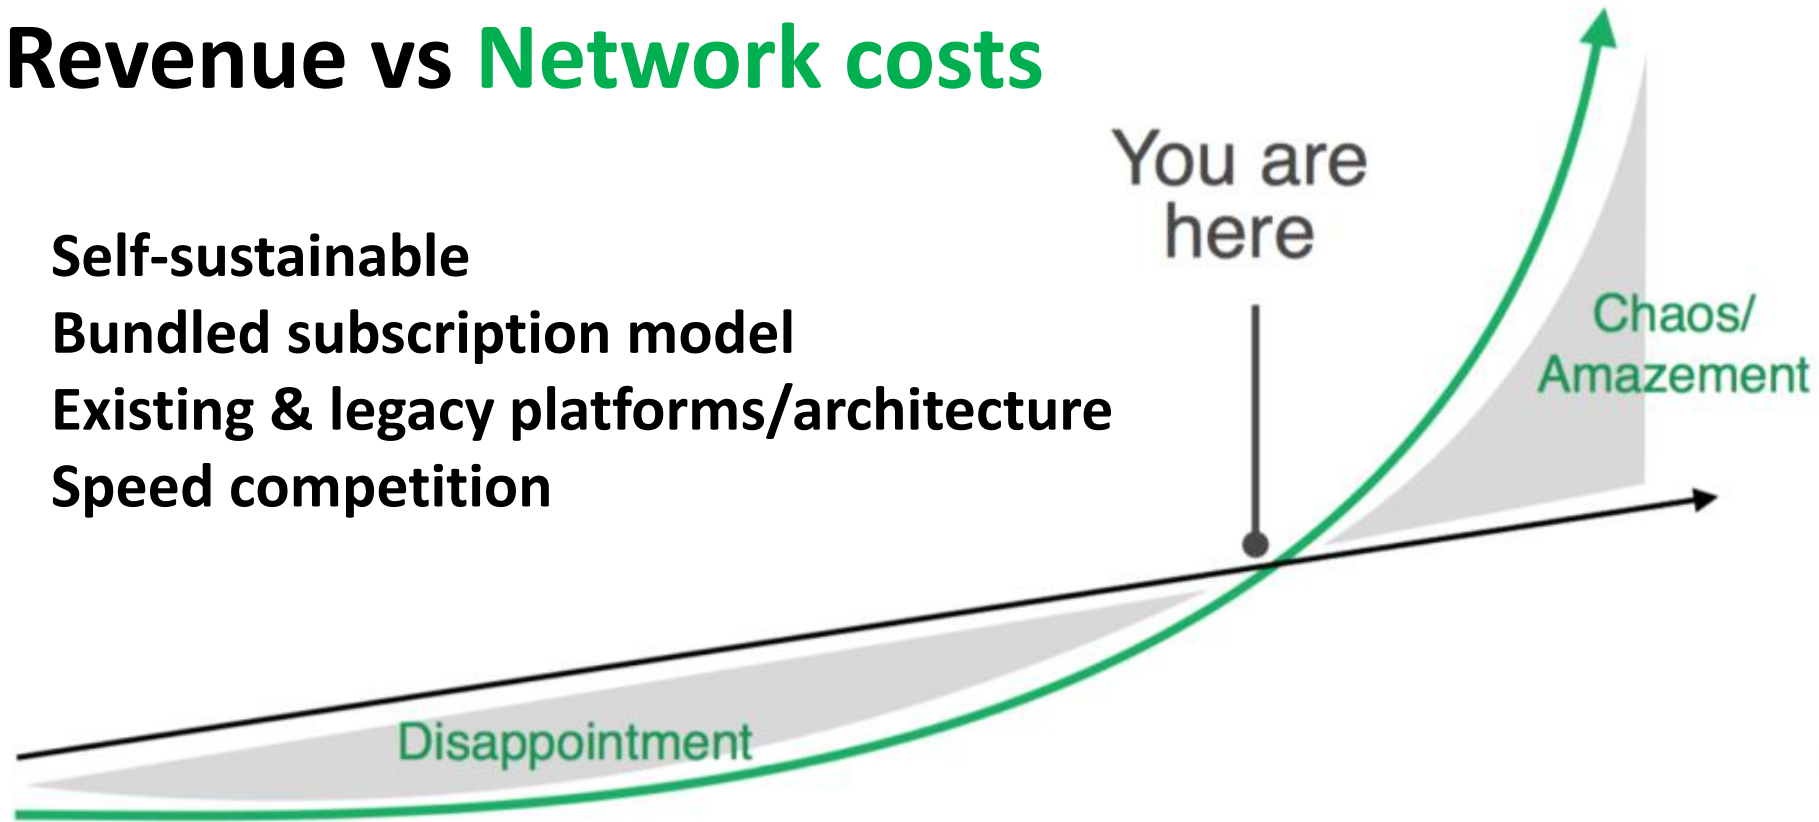 Revenue vs Network costs
You are
here
Self-sustainable
Bundled subscription model
Existing & legacy platforms/architecture
Speed competition
Chaos/
Amazement
Disappointment